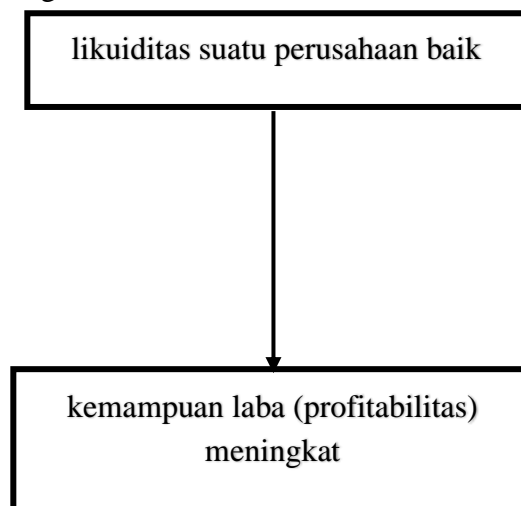 likuiditas suatu perusahaan baik
kemampuan laba (profitabilitas)
meningkat